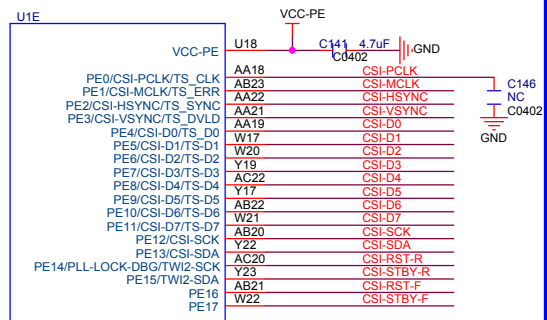 U1E
VCC-PE
VCC-PE U18 C141 4.7uF GND
C0402
PE0/CSI-PCLK/TS_CLK AA18 CSI-PCLK
PE1/CSI-MCLK/TS_ERR AB23 CSI-MCLK
PE2/CSI-HSYNC/TS_SYNC AA22 CSI-HSYNC
PE3/CSI-VSYNC/TS_DVLD AA21 CSI-VSYNC
PE4/CSI-D0/TS_D0 AA19 CSI-D0
PE5/CSI-D1/TS-D1 W17 CSI-D1
PE6/CSI-D2/TS-D2 W20 CSI-D2
PE7/CSI-D3/TS-D3 Y19 CSI-D3
PE8/CSI-D4/TS-D4 AC22 CSI-D4
PE9/CSI-D5/TS-D5 Y17 CSI-D5
PE10/CSI-D6/TS-D6 AB22 CSI-D6
PE11/CSI-D7/TS-D7 W21 CSI-D7
PE12/CSI-SCK AB20 CSI-SCK
PE13/CSI-SDA Y22 CSI-SDA
PE14/PLL-LOCK-DBG/TWI2-SCK AC20 CSI-RST-R
PE15/TWI2-SDA Y23 CSI-STBY-R
PE16 AB21 CSI-RST-F
PE17 W22 CSI-STBY-F
C146
NC
C0402
GND